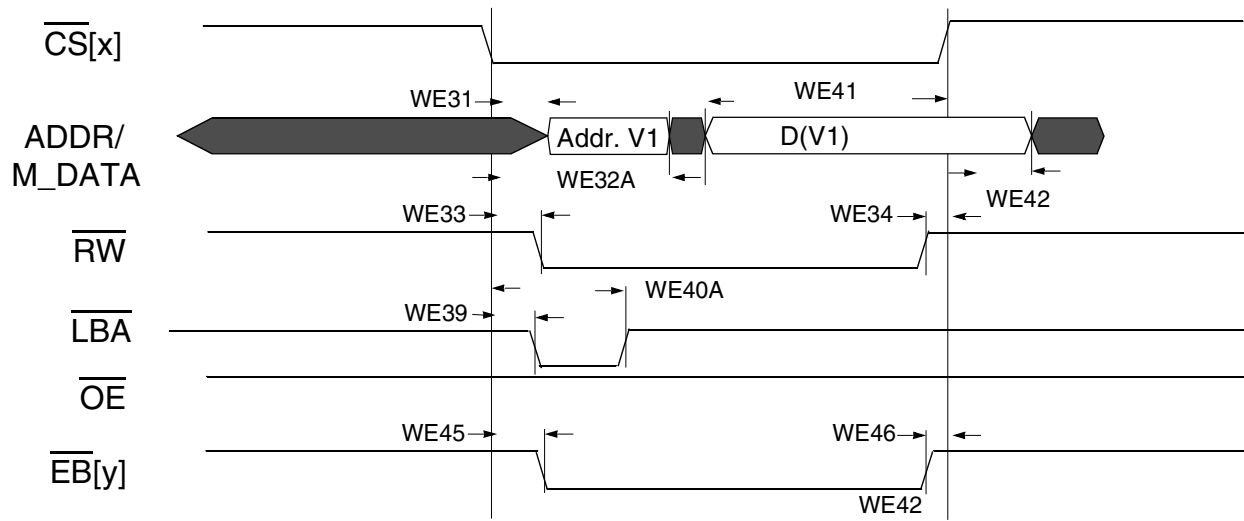 CS[x]
WE31
WE41
ADDR/
M_DATA
Addr. V1
D(V1)
WE32A
WE42
WE33
WE34
RW
WE40A
WE39
LBA
OE
WE45
WE46
EB[y]
WE42